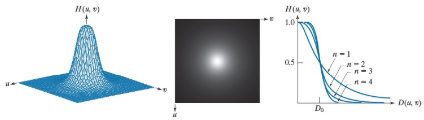 H(u, v)
u
v
v
u
H(u, v)
1.0
0.5
n = 1
n = 2
n = 3
n = 4
D₀
D(u, v)